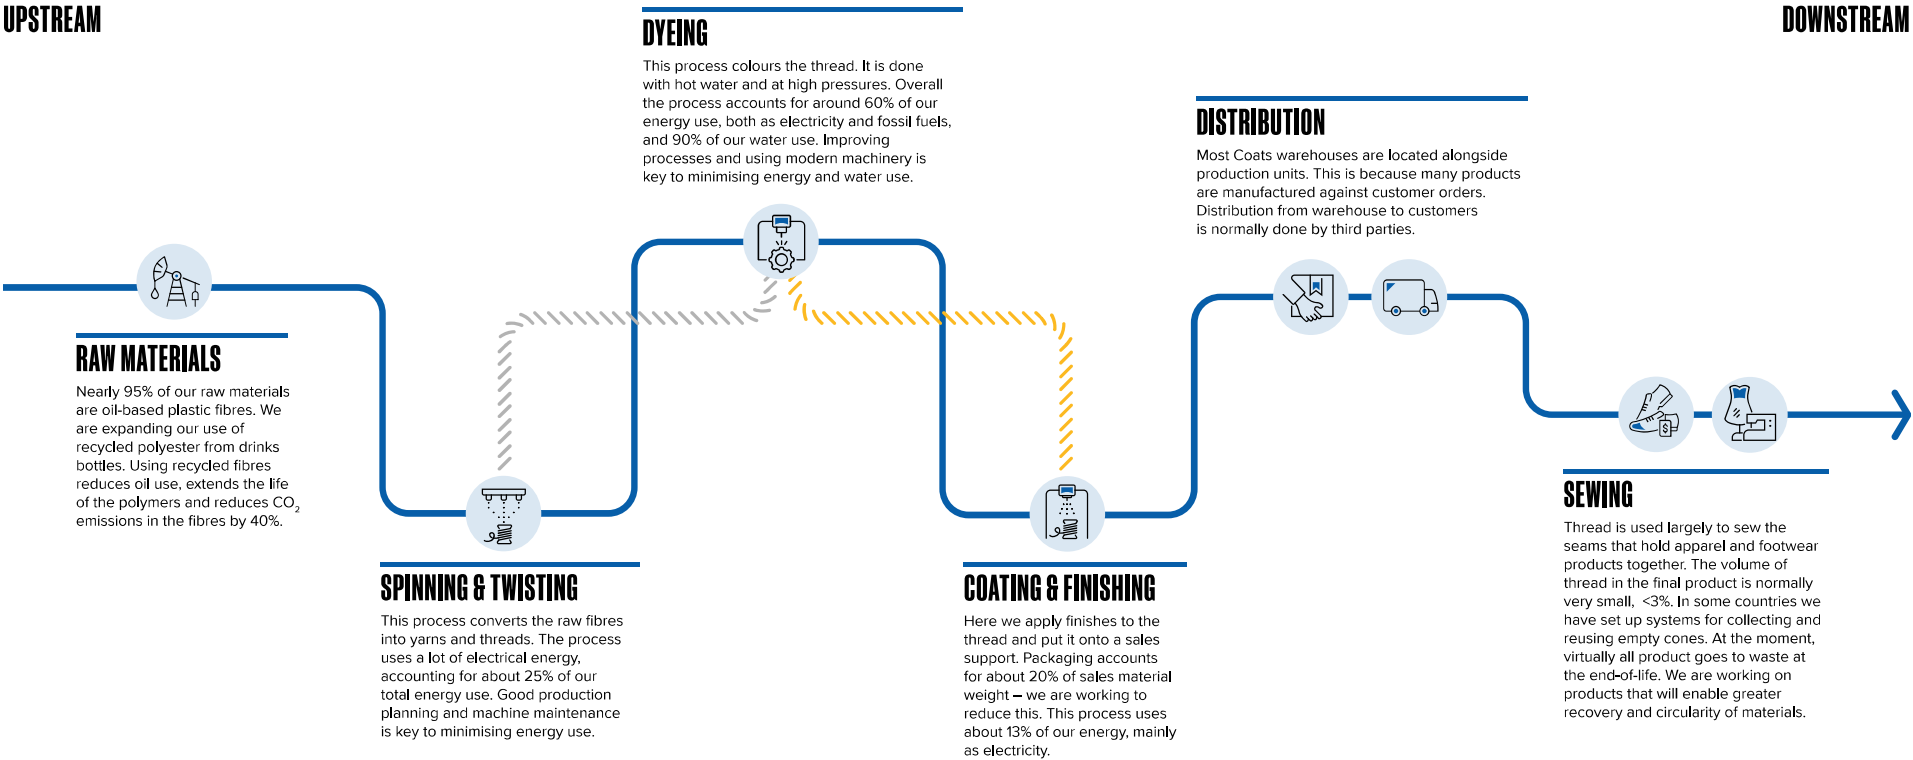 UPSTREAM
DOWNSTREAM
RAW MATERIALS
Nearly 95% of our raw materials
are oil-based plastic fibres. We
are expanding our use of
recycled polyester from drinks
bottles. Using recycled fibres
reduces oil use, extends the life
of the polymers and reduces CO₂
emissions in the fibres by 40%.
SPINNING & TWISTING
This process converts the raw fibres
into yarns and threads. The process
uses a lot of electrical energy,
accounting for about 25% of our
total energy use. Good production
planning and machine maintenance
is key to minimising energy use.
DYEING
This process colours the thread. It is done
with hot water and at high pressures. Overall
the process accounts for around 60% of our
energy use, both as electricity and fossil fuels,
and 90% of our water use. Improving
processes and using modern machinery is
key to minimising energy and water use.
COATING & FINISHING
Here we apply finishes to the
thread and put it onto a sales
support. Packaging accounts
for about 20% of sales material
weight – we are working to
reduce this. This process uses
about 13% of our energy, mainly
as electricity.
DISTRIBUTION
Most Coats warehouses are located alongside
production units. This is because many products
are manufactured against customer orders.
Distribution from warehouse to customers
is normally done by third parties.
$
SEWING
Thread is used largely to sew the
seams that hold apparel and footwear
products together. The volume of
thread in the final product is normally
very small, <3%. In some countries we
have set up systems for collecting and
reusing empty cones. At the moment,
virtually all product goes to waste at
the end-of-life. We are working on
products that will enable greater
recovery and circularity of materials.